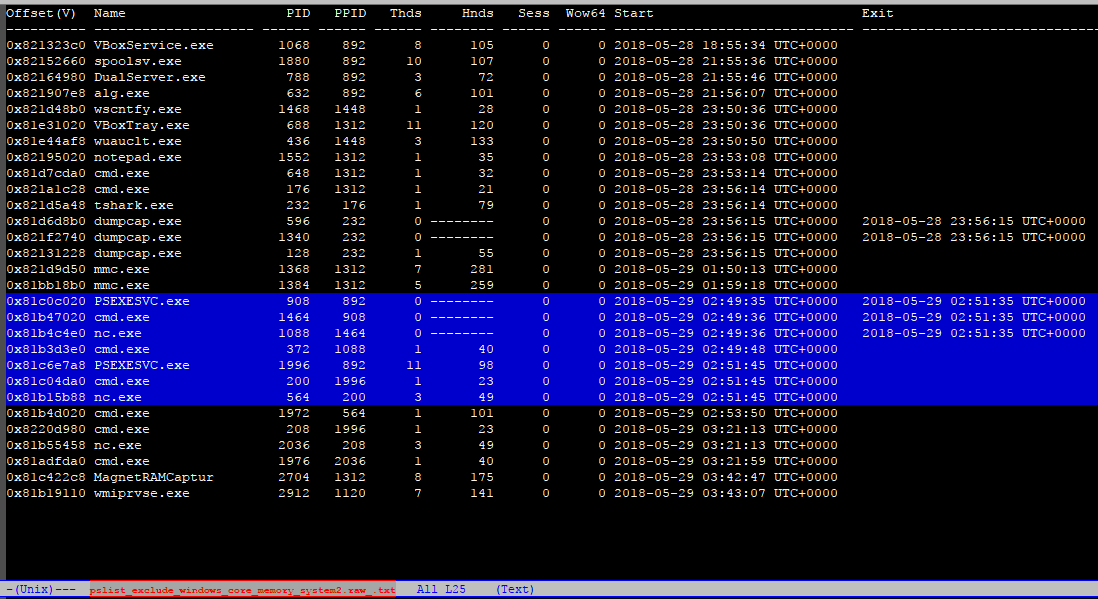 Offset(V)  Name                    PID   PPID   Thds     Hnds   Sess  Wow64 Start                          Exit
---------- -------------------- ------ ------ ------ -------- ------ ------ ------------------------------ ------------------------------
0x821323c0 VBoxService.exe        1068    892      8      105      0      0 2018-05-28 18:55:34 UTC+0000
0x82152660 spoolsv.exe            1880    892     10      107      0      0 2018-05-28 21:55:36 UTC+0000
0x82164980 DualServer.exe          788    892      3       72      0      0 2018-05-28 21:55:46 UTC+0000
0x821907e8 alg.exe                 632    892      6      101      0      0 2018-05-28 21:56:07 UTC+0000
0x821d48b0 wscntfy.exe            1468   1448      1       28      0      0 2018-05-28 23:50:36 UTC+0000
0x81e31020 VBoxTray.exe            688   1312     11      120      0      0 2018-05-28 23:50:36 UTC+0000
0x81e44af8 wuauclt.exe             436   1448      3      133      0      0 2018-05-28 23:50:50 UTC+0000
0x82195020 notepad.exe            1552   1312      1       35      0      0 2018-05-28 23:53:08 UTC+0000
0x81d7cda0 cmd.exe                 648   1312      1       32      0      0 2018-05-28 23:53:14 UTC+0000
0x821a1c28 cmd.exe                 176   1312      1       21      0      0 2018-05-28 23:56:14 UTC+0000
0x821d5a48 tshark.exe              232    176      1       79      0      0 2018-05-28 23:56:14 UTC+0000
0x81d6d8b0 dumpcap.exe             596    232      0 --------      0      0 2018-05-28 23:56:15 UTC+0000   2018-05-28 23:56:15 UTC+0000
0x821f2740 dumpcap.exe            1340    232      0 --------      0      0 2018-05-28 23:56:15 UTC+0000   2018-05-28 23:56:15 UTC+0000
0x82131228 dumpcap.exe             128    232      1       55      0      0 2018-05-28 23:56:15 UTC+0000
0x821d9d50 mmc.exe                1368   1312      7      281      0      0 2018-05-29 01:50:13 UTC+0000
0x81bb18b0 mmc.exe                1384   1312      5      259      0      0 2018-05-29 01:59:18 UTC+0000
0x81c0c020 PSEXESVC.exe            908    892      0 --------      0      0 2018-05-29 02:49:35 UTC+0000   2018-05-29 02:51:35 UTC+0000
0x81b47020 cmd.exe                1464    908      0 --------      0      0 2018-05-29 02:49:36 UTC+0000   2018-05-29 02:51:35 UTC+0000
0x81b4c4e0 nc.exe                 1088   1464      0 --------      0      0 2018-05-29 02:49:36 UTC+0000   2018-05-29 02:51:35 UTC+0000
0x81b3d3e0 cmd.exe                 372   1088      1       40      0      0 2018-05-29 02:49:48 UTC+0000
0x81c6e7a8 PSEXESVC.exe           1996    892     11       98      0      0 2018-05-29 02:51:45 UTC+0000
0x81c04da0 cmd.exe                 200   1996      1       23      0      0 2018-05-29 02:51:45 UTC+0000
0x81b15b88 nc.exe                  564    200      3       49      0      0 2018-05-29 02:51:45 UTC+0000
0x81b4d020 cmd.exe                1972    564      1      101      0      0 2018-05-29 02:53:50 UTC+0000
0x8220d980 cmd.exe                 208   1996      1       23      0      0 2018-05-29 03:21:13 UTC+0000
0x81b55458 nc.exe                 2036    208      3       49      0      0 2018-05-29 03:21:13 UTC+0000
0x81adfda0 cmd.exe                1976   2036      1       40      0      0 2018-05-29 03:21:59 UTC+0000
0x81c422c8 MagnetRAMCaptur        2704   1312      8      175      0      0 2018-05-29 03:42:47 UTC+0000
0x81b19110 wmiprvse.exe           2912   1120      7      141      0      0 2018-05-29 03:43:07 UTC+0000
-(Unix)---  pslist_exclude_windows_core_memory_system2.raw_.txt   All L25    (Text)